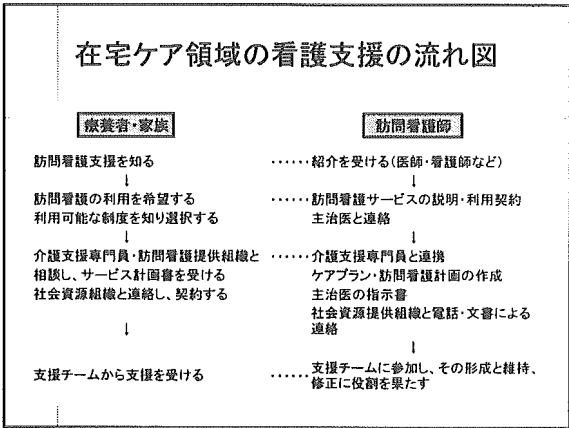 在宅ケア領域の看護支援の流れ図
療養者・家族
訪問看護師
訪問看護支援を知る
‥‥‥紹介を受ける(医師・看護師など)
↓
↓
訪問看護の利用を希望する
利用可能な制度を知り選択する
‥‥‥訪問看護サービスの説明・利用契約
主治医と連絡
↓
↓
介護支援専門員・訪問看護提供組織と
相談し、サービス計画書を受ける
社会資源組織と連絡し、契約する
‥‥‥介護支援専門員と連携
ケアプラン・訪問看護計画の作成
主治医の指示書
社会資源提供組織と電話・文書による
連絡
↓
↓
支援チームから支援を受ける
‥‥‥支援チームに参加し、その形成と維持、
修正に役割を果たす